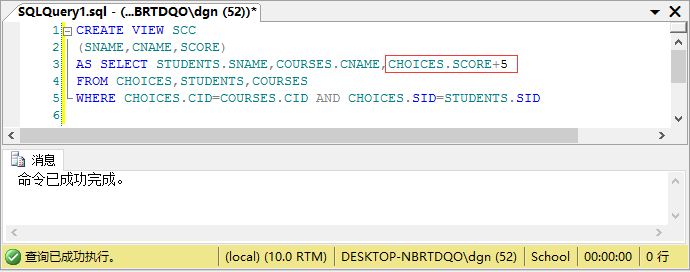 SQLQuery1.sql - (...BRTDQO\dgn (52))*
1 CREATE VIEW SCC
2 (SNAME,CNAME,SCORE)
3 AS SELECT STUDENTS.SNAME,COURSES.CNAME,CHOICES.SCORE+5
4 FROM CHOICES,STUDENTS,COURSES
5 WHERE CHOICES.CID=COURSES.CID AND CHOICES.SID=STUDENTS.SID
6
消息
命令已成功完成。
查询已成功执行。 (local) (10.0 RTM) DESKTOP-NBRTDQO\dgn (52) School 00:00:00 0 行